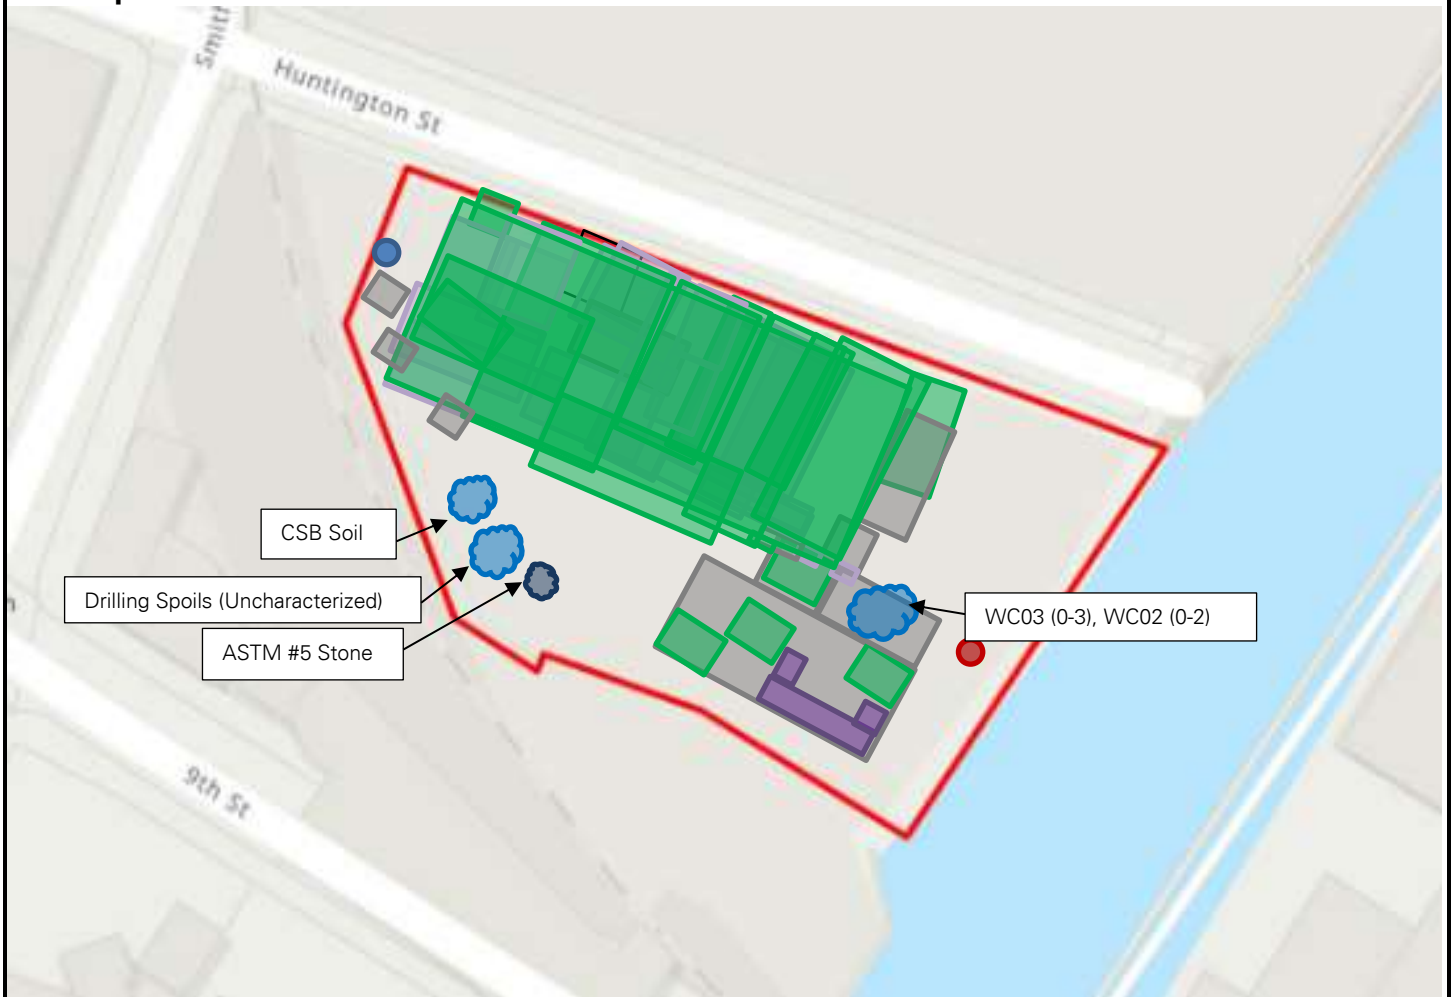 Smith
Huntington St
CSB Soil
Drilling Spoils (Uncharacterized)
ASTM #5 Stone
WC03 (0-3), WC02 (0-2)
9th St